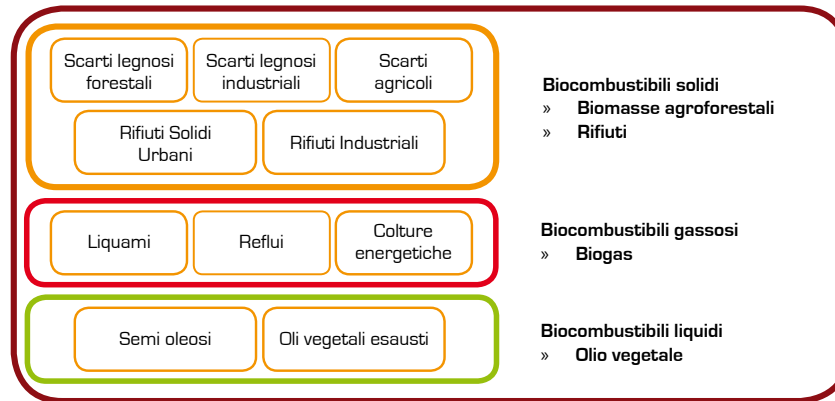 Scarti legnosi
forestali
Scarti legnosi
industriali
Scarti
agricoli
Rifiuti Solidi
Urbani
Rifiuti Industriali
Biocombustibili solidi
» Biomasse agroforestali
» Rifiuti
Liquami
Reflui
Colture
energetiche
Biocombustibili gassosi
» Biogas
Semi oleosi
Oli vegetali esausti
Biocombustibili liquidi
» Olio vegetale